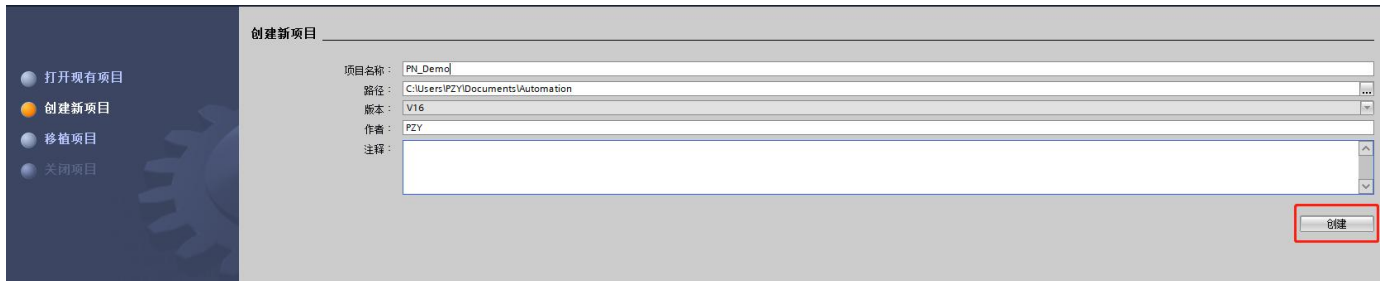 创建新项目
打开现有项目
创建新项目
移植项目
关闭项目
项目名称： PN_Demo
路径： C:\Users\PZY\Documents\Automation
...
版本： V16
作者： PZY
注释：
创建